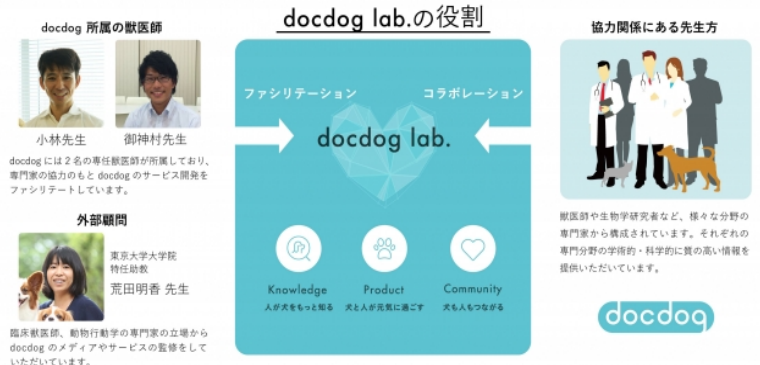 docdog lab.の役割
docdog 所属の獣医師
小林先生
御神村先生
docdog には2名の専任獣医師が所属しており、
専門家の協力のもと docdog のサービス開発を
ファシリテートしています。
外部顧問
東京大学大学院
特任助教
荒田明香 先生
臨床獣医師、動物行動学の専門家の立場から
docdog のメディアやサービスの監修をして
いただいています。
ファシリテーション
コラボレーション
docdog lab.
Knowledge
人が犬をもっと知る
Product
犬と人が元気に過ごす
Community
犬も人もつながる
協力関係にある先生方
獣医師や生物学研究者など、様々な分野の
専門家から構成されています。それぞれの
専門分野の学術的・科学的に質の高い情報を
提供いただいています。
docdog